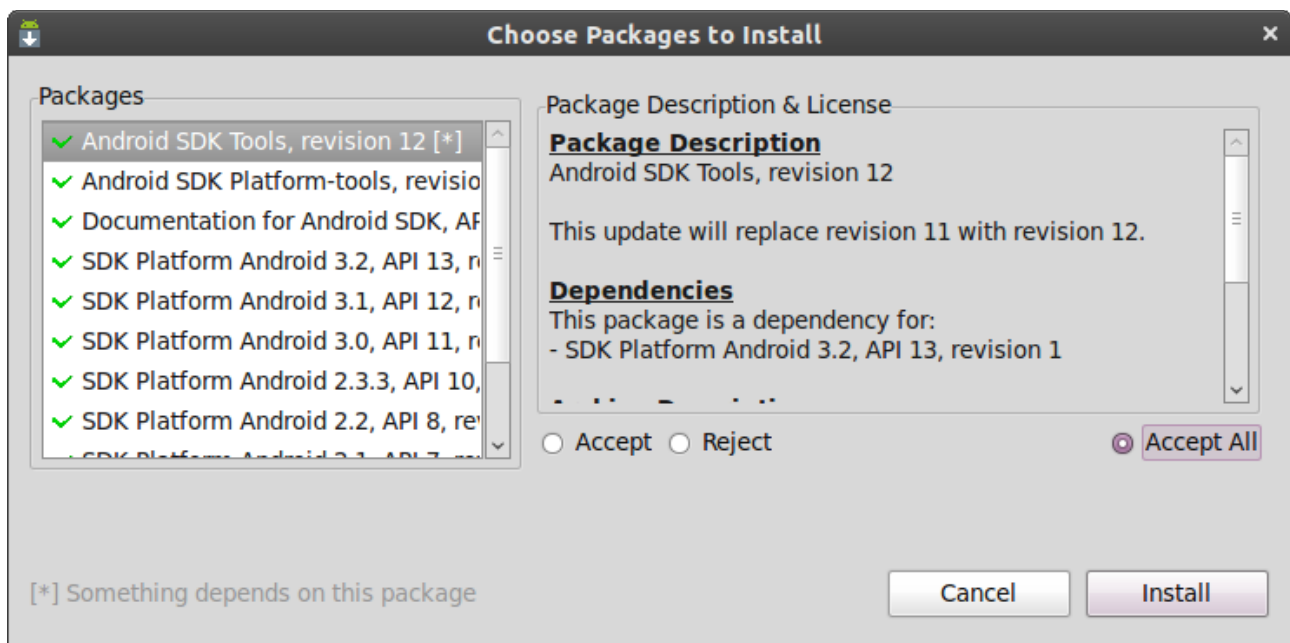 Choose Packages to Install
Packages
Android SDK Tools, revision 12 [*]
Android SDK Platform-tools, revisio
Documentation for Android SDK, AP
SDK Platform Android 3.2, API 13, r
SDK Platform Android 3.1, API 12, r
SDK Platform Android 3.0, API 11, r
SDK Platform Android 2.3.3, API 10,
SDK Platform Android 2.2, API 8, re
Package Description & License
Package Description
Android SDK Tools, revision 12
This update will replace revision 11 with revision 12.
Dependencies
This package is a dependency for:
- SDK Platform Android 3.2, API 13, revision 1
Accept
Reject
Accept All
[*] Something depends on this package
Cancel
Install